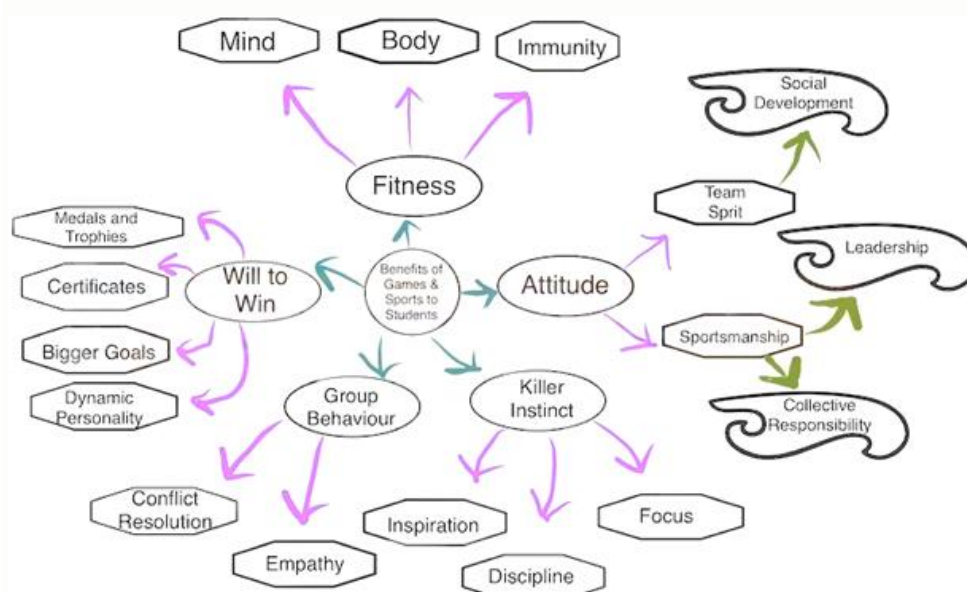 Mind
Body
Immunity
Social
Development
Fitness
Team
Sprit
Medals and
Trophies
Leadership
Benefits of
Games &
Sports to
Students
Will to
Win
Attitude
Certificates
Sportsmanship
Bigger Goals
Dynamic
Personality
Group
Behaviour
Killer
Instinct
Collective
Responsibility
Conflict
Resolution
Inspiration
Focus
Empathy
Discipline